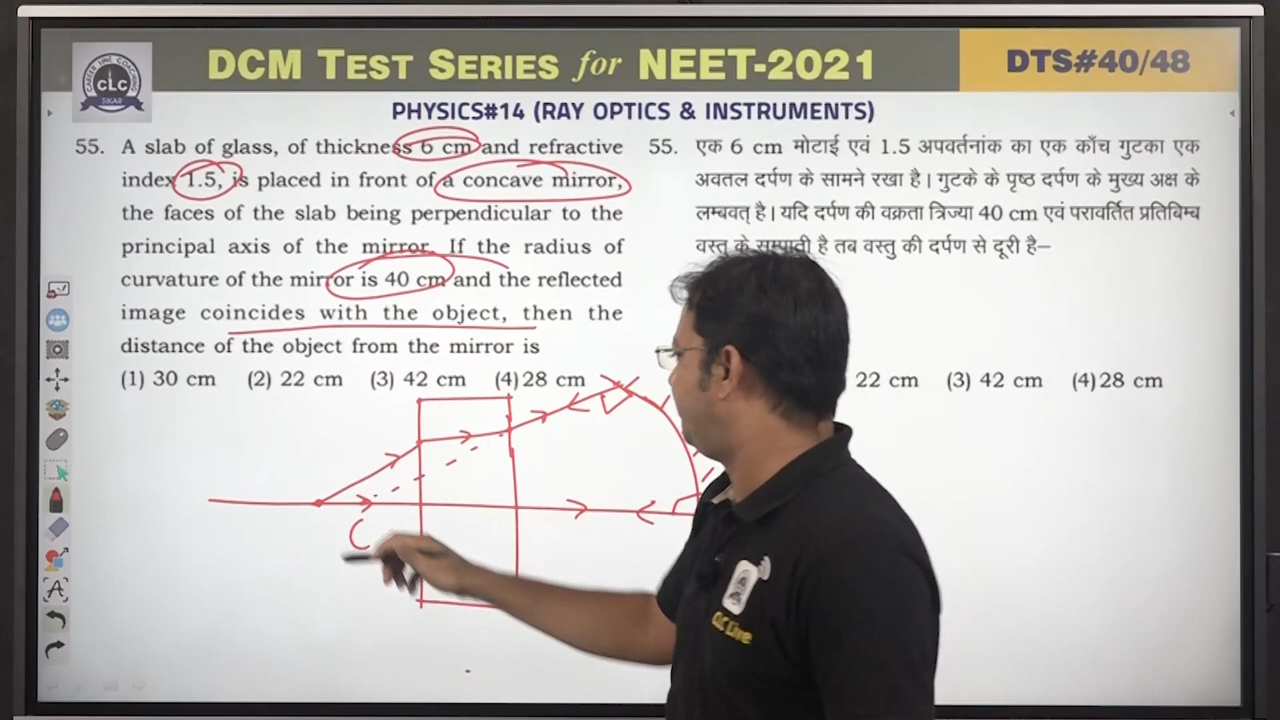 DCM TEST SERIES for NEET-2021
DTS#40/48
CAREER LINE COACHING
CLC
SIKAR
PHYSICS#14 (RAY OPTICS & INSTRUMENTS)
55. A slab of glass, of thickness 6 cm and refractive
index 1.5, is placed in front of a concave mirror,
the faces of the slab being perpendicular to the
principal axis of the mirror. If the radius of
curvature of the mirror is 40 cm and the reflected
image coincides with the object, then the
distance of the object from the mirror is
(1) 30 cm (2) 22 cm (3) 42 cm (4) 28 cm
55. एक 6 cm मोटाई एवं 1.5 अपवर्तनांक का एक काँच गुटका एक
अवतल दर्पण के सामने रखा है। गुटके के पृष्ठ दर्पण के मुख्य अक्ष के
लम्बवत् है। यदि दर्पण की वक्रता त्रिज्या 40 cm एवं परावर्तित प्रतिबिम्ब
वस्तु के सम्पाती है तब वस्तु की दर्पण से दूरी है–
22 cm (3) 42 cm (4) 28 cm
C
A
CLC Live